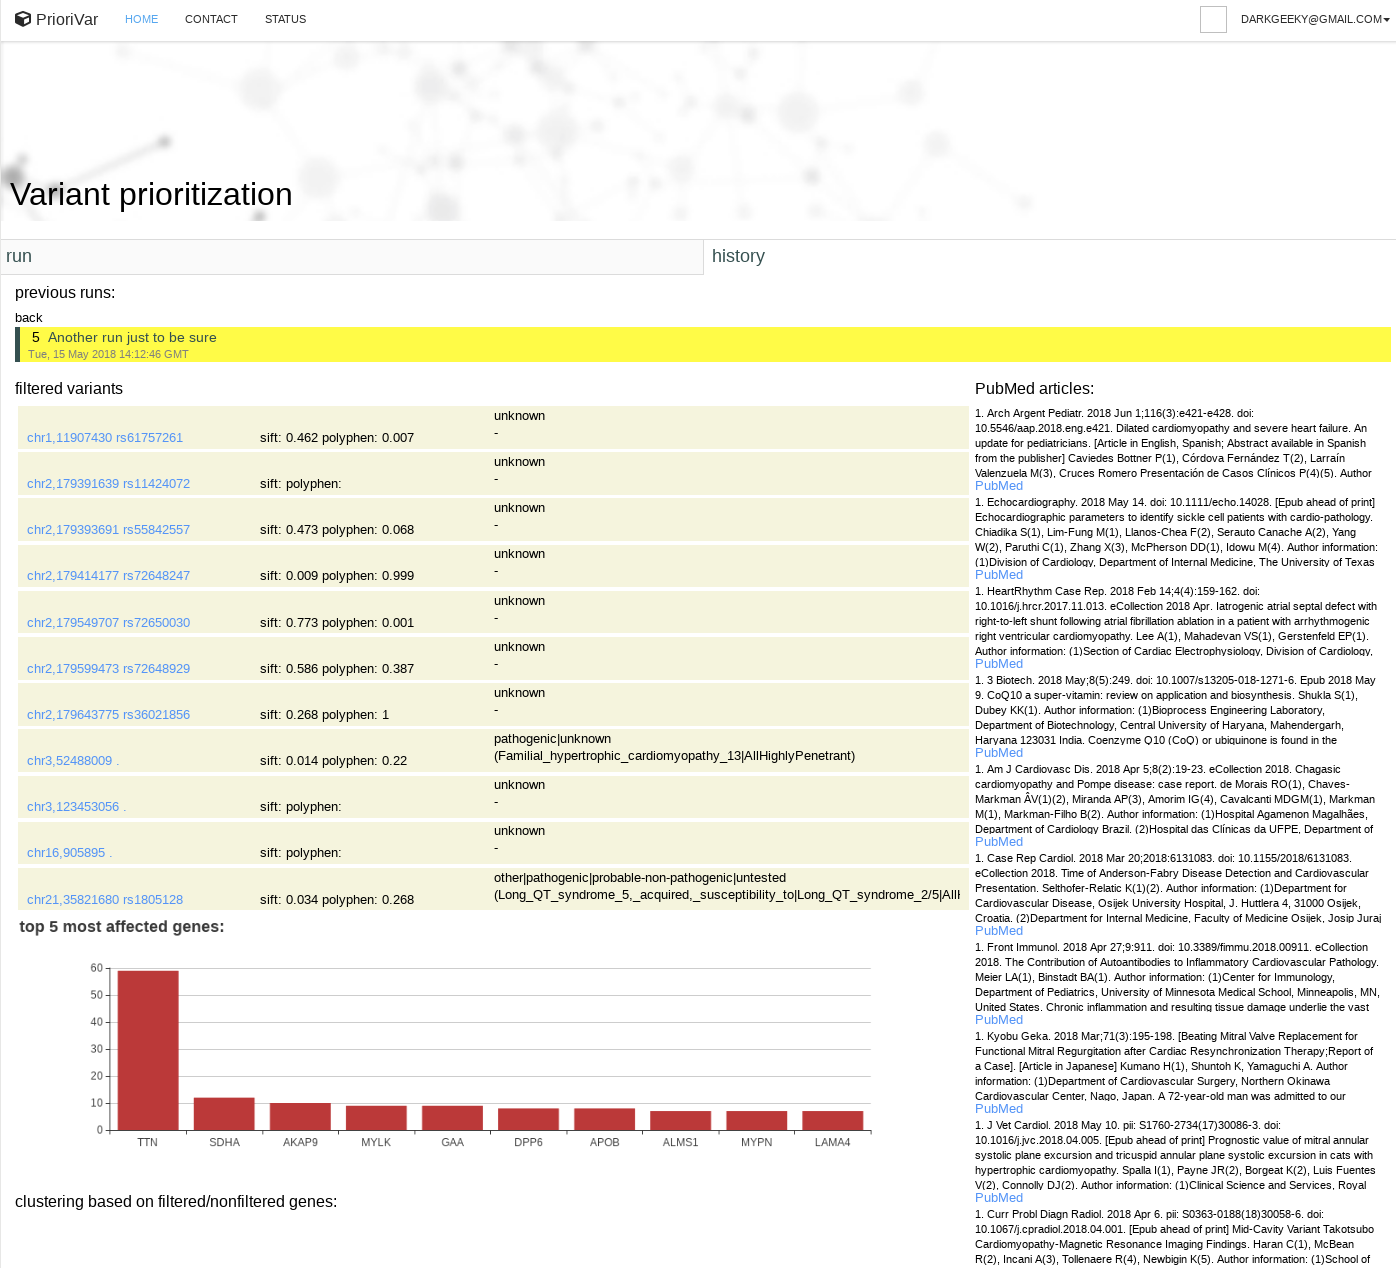 PrioriVar HOME CONTACT STATUS DARKGEEKY@GMAIL.COM
Variant prioritization
run history
previous runs:
back
5 Another run just to be sure
Tue, 15 May 2018 14:12:46 GMT
filtered variants
unknown
-
chr1,11907430 rs61757261 sift: 0.462 polyphen: 0.007
unknown
-
chr2,179391639 rs11424072 sift: polyphen:
unknown
-
chr2,179393691 rs55842557 sift: 0.473 polyphen: 0.068
unknown
-
chr2,179414177 rs72648247 sift: 0.009 polyphen: 0.999
unknown
-
chr2,179549707 rs72650030 sift: 0.773 polyphen: 0.001
unknown
-
chr2,179599473 rs72648929 sift: 0.586 polyphen: 0.387
unknown
-
chr2,179643775 rs36021856 sift: 0.268 polyphen: 1
pathogenic|unknown
(Familial_hypertrophic_cardiomyopathy_13|AllHighlyPenetrant)
chr3,52488009 . sift: 0.014 polyphen: 0.22
unknown
-
chr3,123453056 . sift: polyphen:
unknown
-
chr16,905895 . sift: polyphen:
other|pathogenic|probable-non-pathogenic|untested
(Long_QT_syndrome_5,_acquired,_susceptibility_to|Long_QT_syndrome_2/5|AllH
chr21,35821680 rs1805128 sift: 0.034 polyphen: 0.268
top 5 most affected genes:
60
50
40
30
20
10
0
TTN SDHA AKAP9 MYLK GAA DPP6 APOB ALMS1 MYPN LAMA4
clustering based on filtered/nonfiltered genes:
PubMed articles:
1. Arch Argent Pediatr. 2018 Jun 1;116(3):e421-e428. doi:
10.5546/aap.2018.eng.e421. Dilated cardiomyopathy and severe heart failure. An
update for pediatricians. [Article in English, Spanish; Abstract available in Spanish
from the publisher] Caviedes Bottner P(1), Córdova Fernández T(2), Larraín
Valenzuela M(3), Cruces Romero Presentación de Casos Clínicos P(4)(5). Author
PubMed
1. Echocardiography. 2018 May 14. doi: 10.1111/echo.14028. [Epub ahead of print]
Echocardiographic parameters to identify sickle cell patients with cardio-pathology.
Chiadika S(1), Lim-Fung M(1), Llanos-Chea F(2), Serauto Canache A(2), Yang
W(2), Paruthi C(1), Zhang X(3), McPherson DD(1), Idowu M(4). Author information:
(1)Division of Cardiology, Department of Internal Medicine, The University of Texas
PubMed
1. HeartRhythm Case Rep. 2018 Feb 14;4(4):159-162. doi:
10.1016/j.hrcr.2017.11.013. eCollection 2018 Apr. Iatrogenic atrial septal defect with
right-to-left shunt following atrial fibrillation ablation in a patient with arrhythmogenic
right ventricular cardiomyopathy. Lee A(1), Mahadevan VS(1), Gerstenfeld EP(1).
Author information: (1)Section of Cardiac Electrophysiology, Division of Cardiology,
PubMed
1. 3 Biotech. 2018 May;8(5):249. doi: 10.1007/s13205-018-1271-6. Epub 2018 May
9. CoQ10 a super-vitamin: review on application and biosynthesis. Shukla S(1),
Dubey KK(1). Author information: (1)Bioprocess Engineering Laboratory,
Department of Biotechnology, Central University of Haryana, Mahendergarh,
Haryana 123031 India. Coenzyme Q10 (CoQ) or ubiquinone is found in the
PubMed
1. Am J Cardiovasc Dis. 2018 Apr 5;8(2):19-23. eCollection 2018. Chagasic
cardiomyopathy and Pompe disease: case report. de Morais RO(1), Chaves-
Markman ÂV(1)(2), Miranda AP(3), Amorim IG(4), Cavalcanti MDGM(1), Markman
M(1), Markman-Filho B(2). Author information: (1)Hospital Agamenon Magalhães,
Department of Cardiology Brazil. (2)Hospital das Clínicas da UFPE, Department of
PubMed
1. Case Rep Cardiol. 2018 Mar 20;2018:6131083. doi: 10.1155/2018/6131083.
eCollection 2018. Time of Anderson-Fabry Disease Detection and Cardiovascular
Presentation. Selthofer-Relatic K(1)(2). Author information: (1)Department for
Cardiovascular Disease, Osijek University Hospital, J. Huttlera 4, 31000 Osijek,
Croatia. (2)Department for Internal Medicine, Faculty of Medicine Osijek, Josip Juraj
PubMed
1. Front Immunol. 2018 Apr 27;9:911. doi: 10.3389/fimmu.2018.00911. eCollection
2018. The Contribution of Autoantibodies to Inflammatory Cardiovascular Pathology.
Meier LA(1), Binstadt BA(1). Author information: (1)Center for Immunology,
Department of Pediatrics, University of Minnesota Medical School, Minneapolis, MN,
United States. Chronic inflammation and resulting tissue damage underlie the vast
PubMed
1. Kyobu Geka. 2018 Mar;71(3):195-198. [Beating Mitral Valve Replacement for
Functional Mitral Regurgitation after Cardiac Resynchronization Therapy;Report of
a Case]. [Article in Japanese] Kumano H(1), Shuntoh K, Yamaguchi A. Author
information: (1)Department of Cardiovascular Surgery, Northern Okinawa
Cardiovascular Center, Nago, Japan. A 72-year-old man was admitted to our
PubMed
1. J Vet Cardiol. 2018 May 10. pii: S1760-2734(17)30086-3. doi:
10.1016/j.jvc.2018.04.005. [Epub ahead of print] Prognostic value of mitral annular
systolic plane excursion and tricuspid annular plane systolic excursion in cats with
hypertrophic cardiomyopathy. Spalla I(1), Payne JR(2), Borgeat K(2), Luis Fuentes
V(2), Connolly DJ(2). Author information: (1)Clinical Science and Services, Royal
PubMed
1. Curr Probl Diagn Radiol. 2018 Apr 6. pii: S0363-0188(18)30058-6. doi:
10.1067/j.cpradiol.2018.04.001. [Epub ahead of print] Mid-Cavity Variant Takotsubo
Cardiomyopathy-Magnetic Resonance Imaging Findings. Haran C(1), McBean
R(2), Incani A(3), Tollenaere R(4), Newbigin K(5). Author information: (1)School of